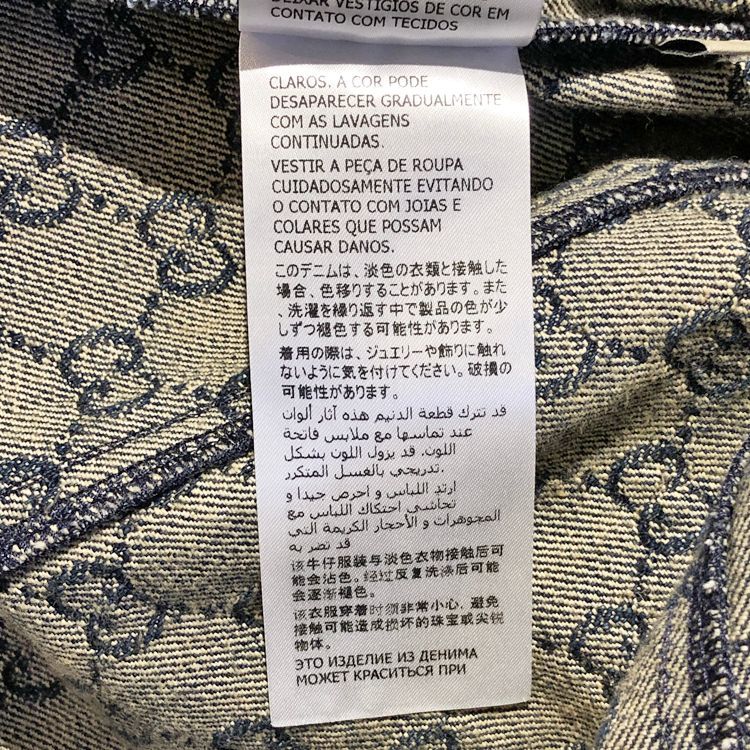 DEIXAR VESTÍGIOS DE COR EM
CONTATO COM TECIDOS
CLAROS. A COR PODE
DESAPARECER GRADUALMENTE
COM AS LAVAGENS
CONTINUADAS.
VESTIR A PEÇA DE ROUPA
CUIDADOSAMENTE EVITANDO
O CONTATO COM JOIAS E
COLARES QUE POSSAM
CAUSAR DANOS.
このデニムは、淡色の衣類と接触した
場合、色移りすることがあります。また
、洗濯を繰り返す中で製品の色が少
しずつ褪色する可能性があります。
着用の際は、ジュエリーや飾りに触れ
ないように気を付けてください。破損の
可能性があります。
قد تترك قطعة الدنيم هذه آثار ألوان
عند تماسها مع ملابس فاتحة
اللون. قد يزول اللون بشكل
تدريجي بالغسل المتكرر.
ارتدِ اللباس و احرص جيدا و
تحاشي احتكاك اللباس مع
المجوهرات و الأحجار الكريمة التي
قد تضر به
该牛仔服装与淡色衣物接触后可
能会沾色。经过反复洗涤后可能
会逐渐褪色。
该衣服穿着时须非常小心，避免
接触可能造成损坏的珠宝或尖锐
物体。
ЭТО ИЗДЕЛИЕ ИЗ ДЕНИМА
МОЖЕТ КРАСИТЬСЯ ПРИ